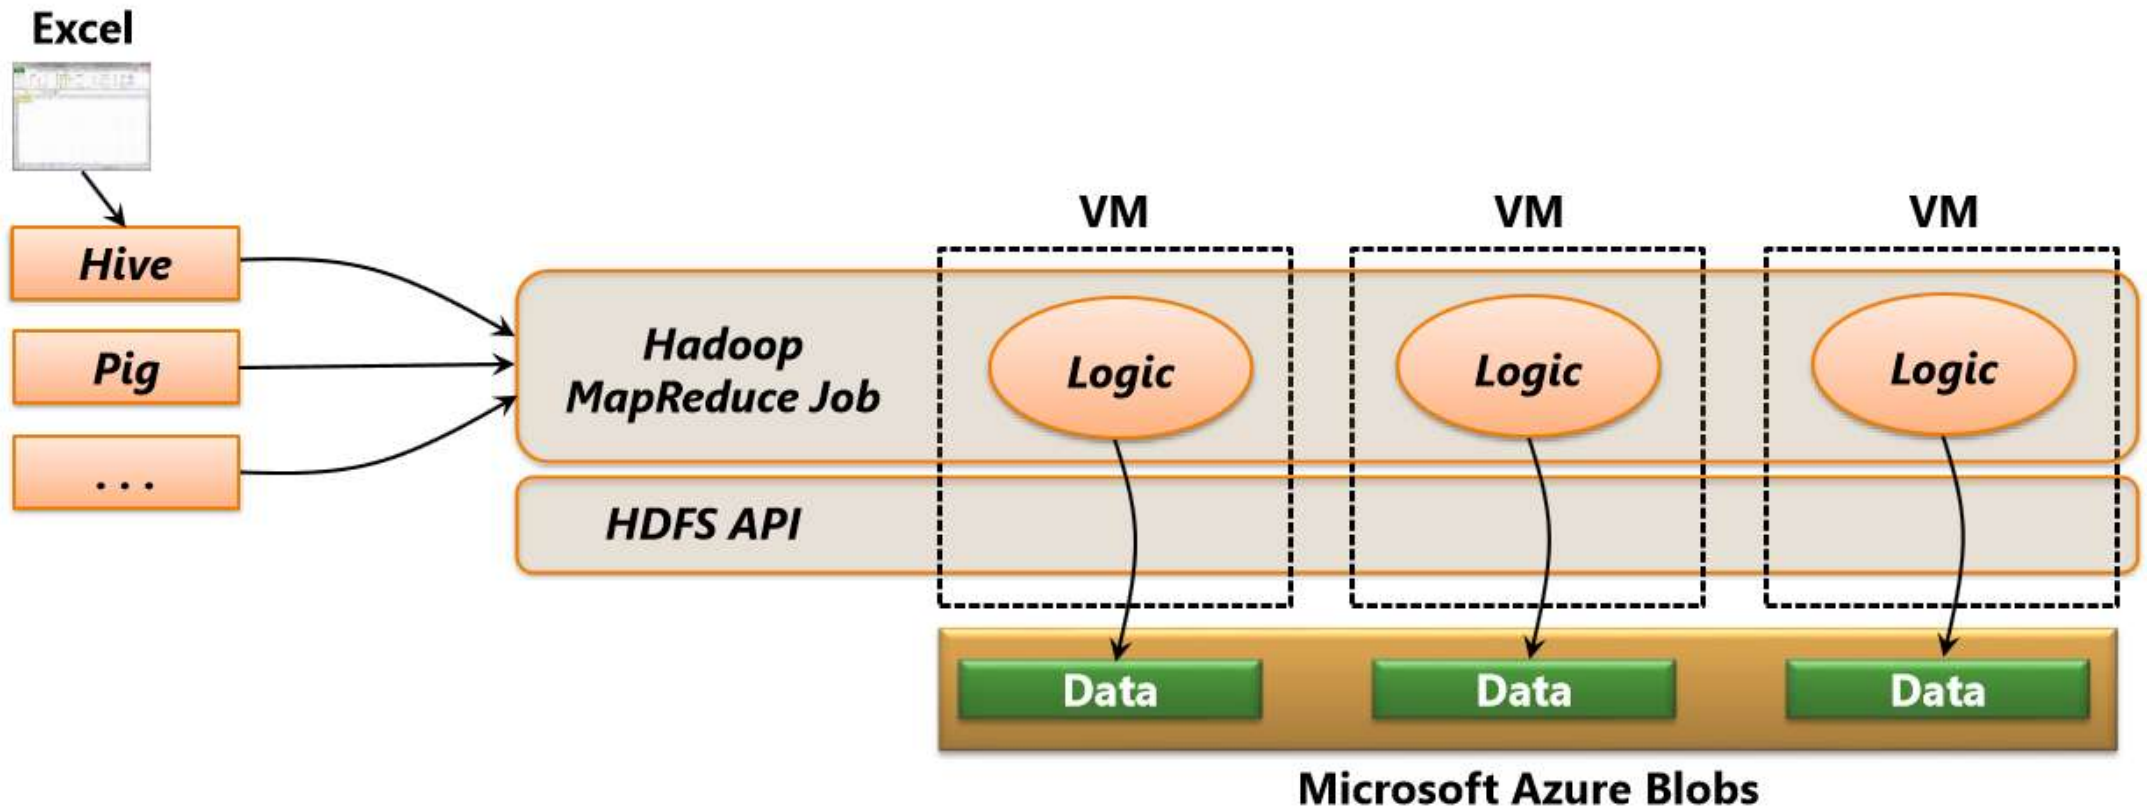 Excel
Hive
Pig
...
Hadoop
MapReduce Job
HDFS API
VM
VM
VM
Logic
Logic
Logic
Data
Data
Data
Microsoft Azure Blobs